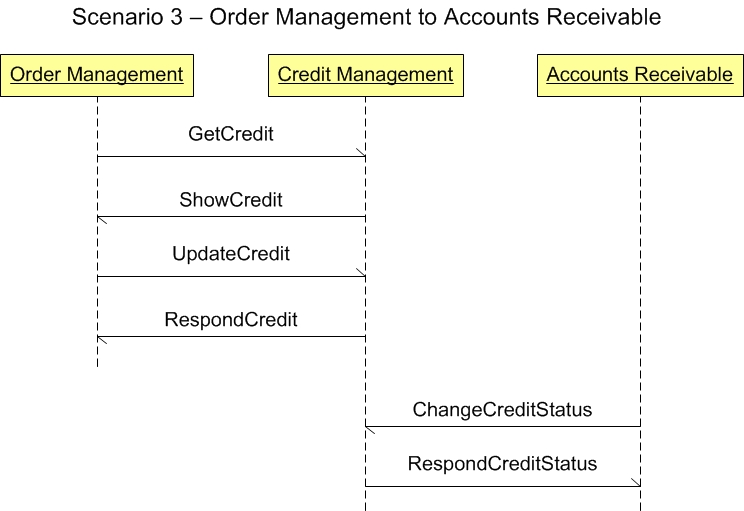 Scenario 3 – Order Management to Accounts Receivable
Order Management
Credit Management
Accounts Receivable
GetCredit
ShowCredit
UpdateCredit
RespondCredit
ChangeCreditStatus
RespondCreditStatus